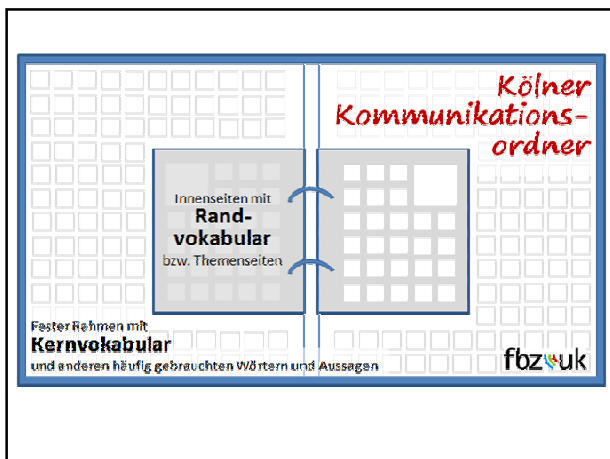 Kölner
Kommunikations-
ordner
Innenseiten mit
Rand-
vokabular
bzw. Themenseiten
Fester Rahmen mit
Kernvokabular
und anderen häufig gebrauchten Wörtern und Aussagen
fbz uk